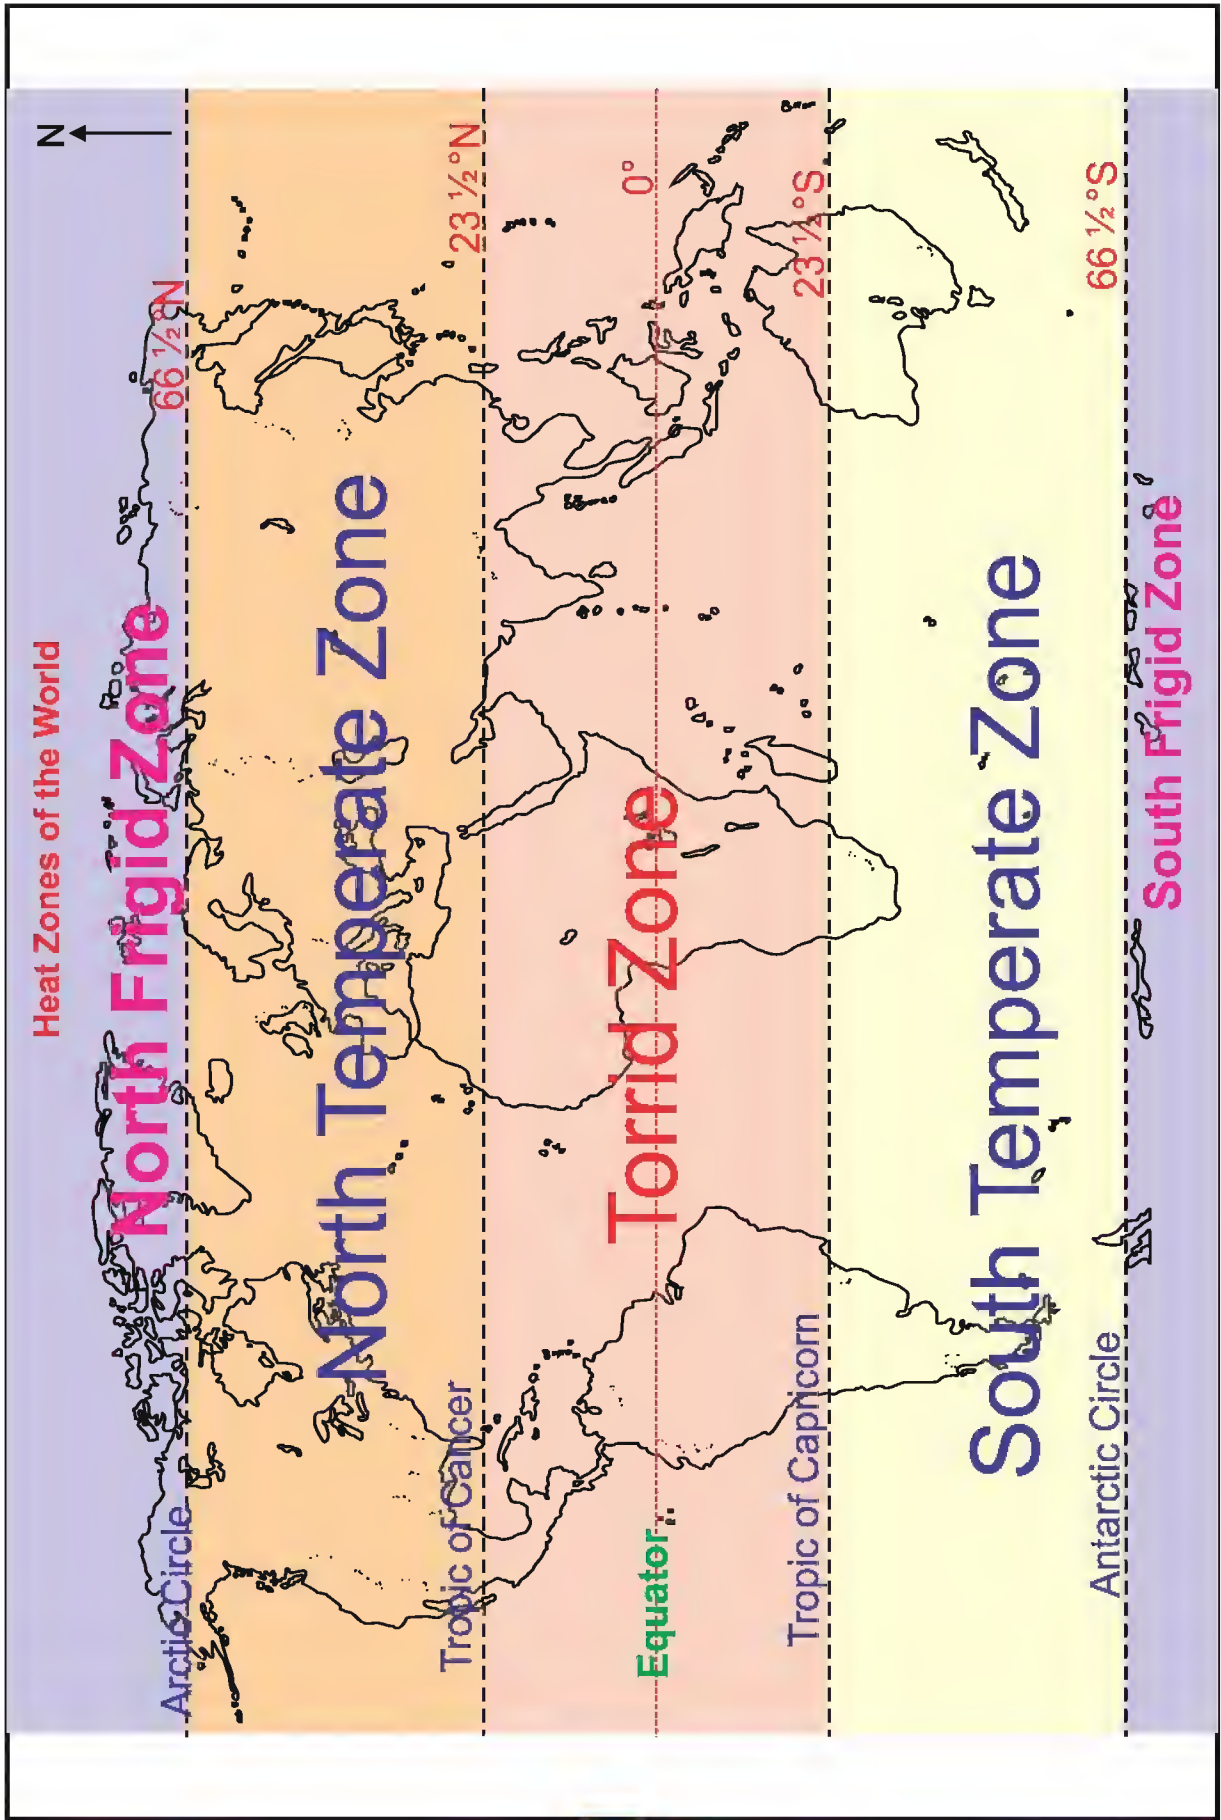 Heat Zones of the World
N
North Frigid Zone
66 ½°N
Arctic Circle
North Temperate Zone
Tropic of Cancer
23 ½°N
Torrid Zone
Equator
0°
Tropic of Capricorn
23 ½°S
South Temperate Zone
Antarctic Circle
66 ½°S
South Frigid Zone